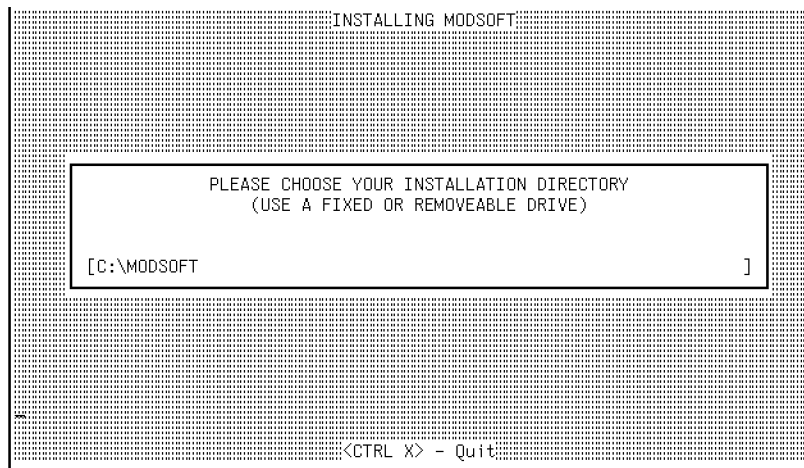 INSTALLING MODSOFT
PLEASE CHOOSE YOUR INSTALLATION DIRECTORY
(USE A FIXED OR REMOVEABLE DRIVE)
[C:\MODSOFT ]
<CTRL X> - Quit